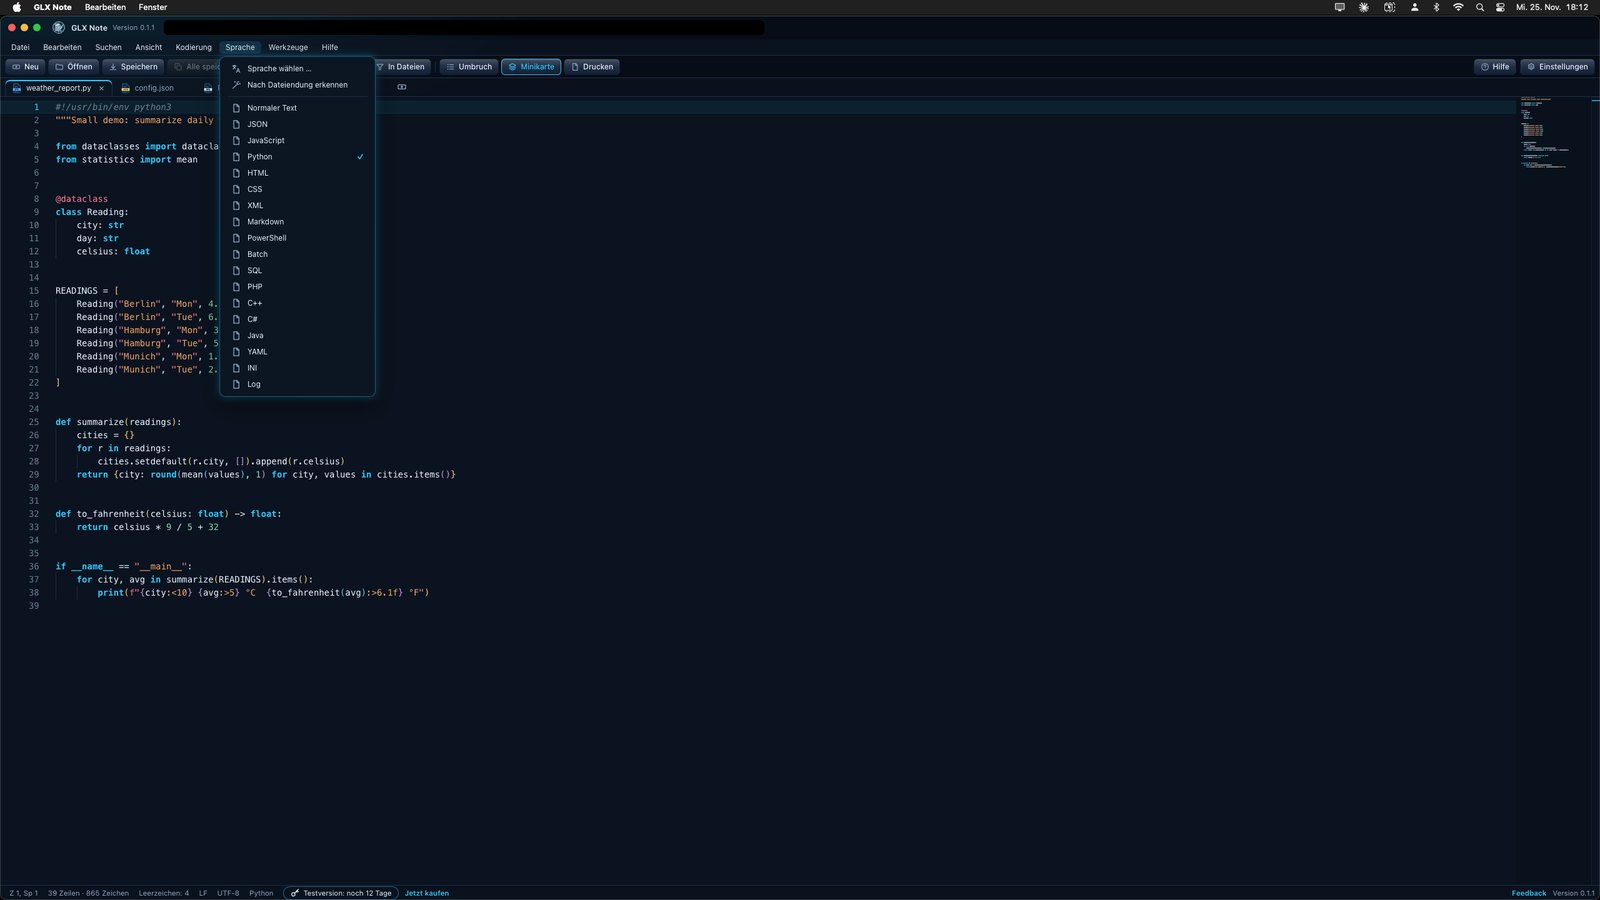 GLX Note Bearbeiten Fenster Mi. 25. Nov. 18:12
GLX Note Version 0.1.1
Datei Bearbeiten Suchen Ansicht Kodierung Sprache Werkzeuge Hilfe
Neu Öffnen Speichern Alle In Dateien Umbruch Minikarte Drucken Hilfe Einstellungen
weather_report.py × config.json
Sprache wählen ...
Nach Dateiendung erkennen
Normaler Text
JSON
JavaScript
Python
HTML
CSS
XML
Markdown
PowerShell
Batch
SQL
PHP
C++
C#
Java
YAML
INI
Log
1 #!/usr/bin/env python3
2 """Small demo: summarize daily
3
4 from dataclasses import datacla
5 from statistics import mean
6
7
8 @dataclass
9 class Reading:
10 city: str
11 day: str
12 celsius: float
13
14
15 READINGS = [
16 Reading("Berlin", "Mon", 4.
17 Reading("Berlin", "Tue", 6.
18 Reading("Hamburg", "Mon", 3
19 Reading("Hamburg", "Tue", 5
20 Reading("Munich", "Mon", 1.
21 Reading("Munich", "Tue", 2.
22 ]
23
24
25 def summarize(readings):
26 cities = {}
27 for r in readings:
28 cities.setdefault(r.city, []).append(r.celsius)
29 return {city: round(mean(values), 1) for city, values in cities.items()}
30
31
32 def to_fahrenheit(celsius: float) -> float:
33 return celsius * 9 / 5 + 32
34
35
36 if __name__ == "__main__":
37 for city, avg in summarize(READINGS).items():
38 print(f"{city:<10} {avg:>5} °C  {to_fahrenheit(avg):>6.1f} °F")
39
Z 1, Sp 1 39 Zeilen · 865 Zeichen Leerzeichen: 4 LF UTF-8 Python Testversion: noch 12 Tage Jetzt kaufen Feedback Version 0.1.1